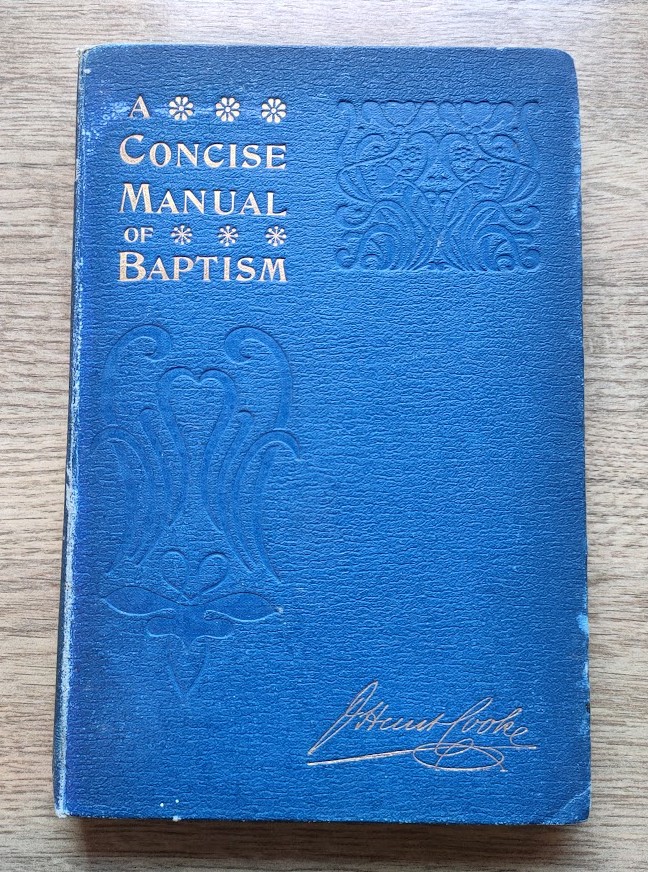 A
CONCISE
MANUAL
OF
BAPTISM
J. Hunt Cooke